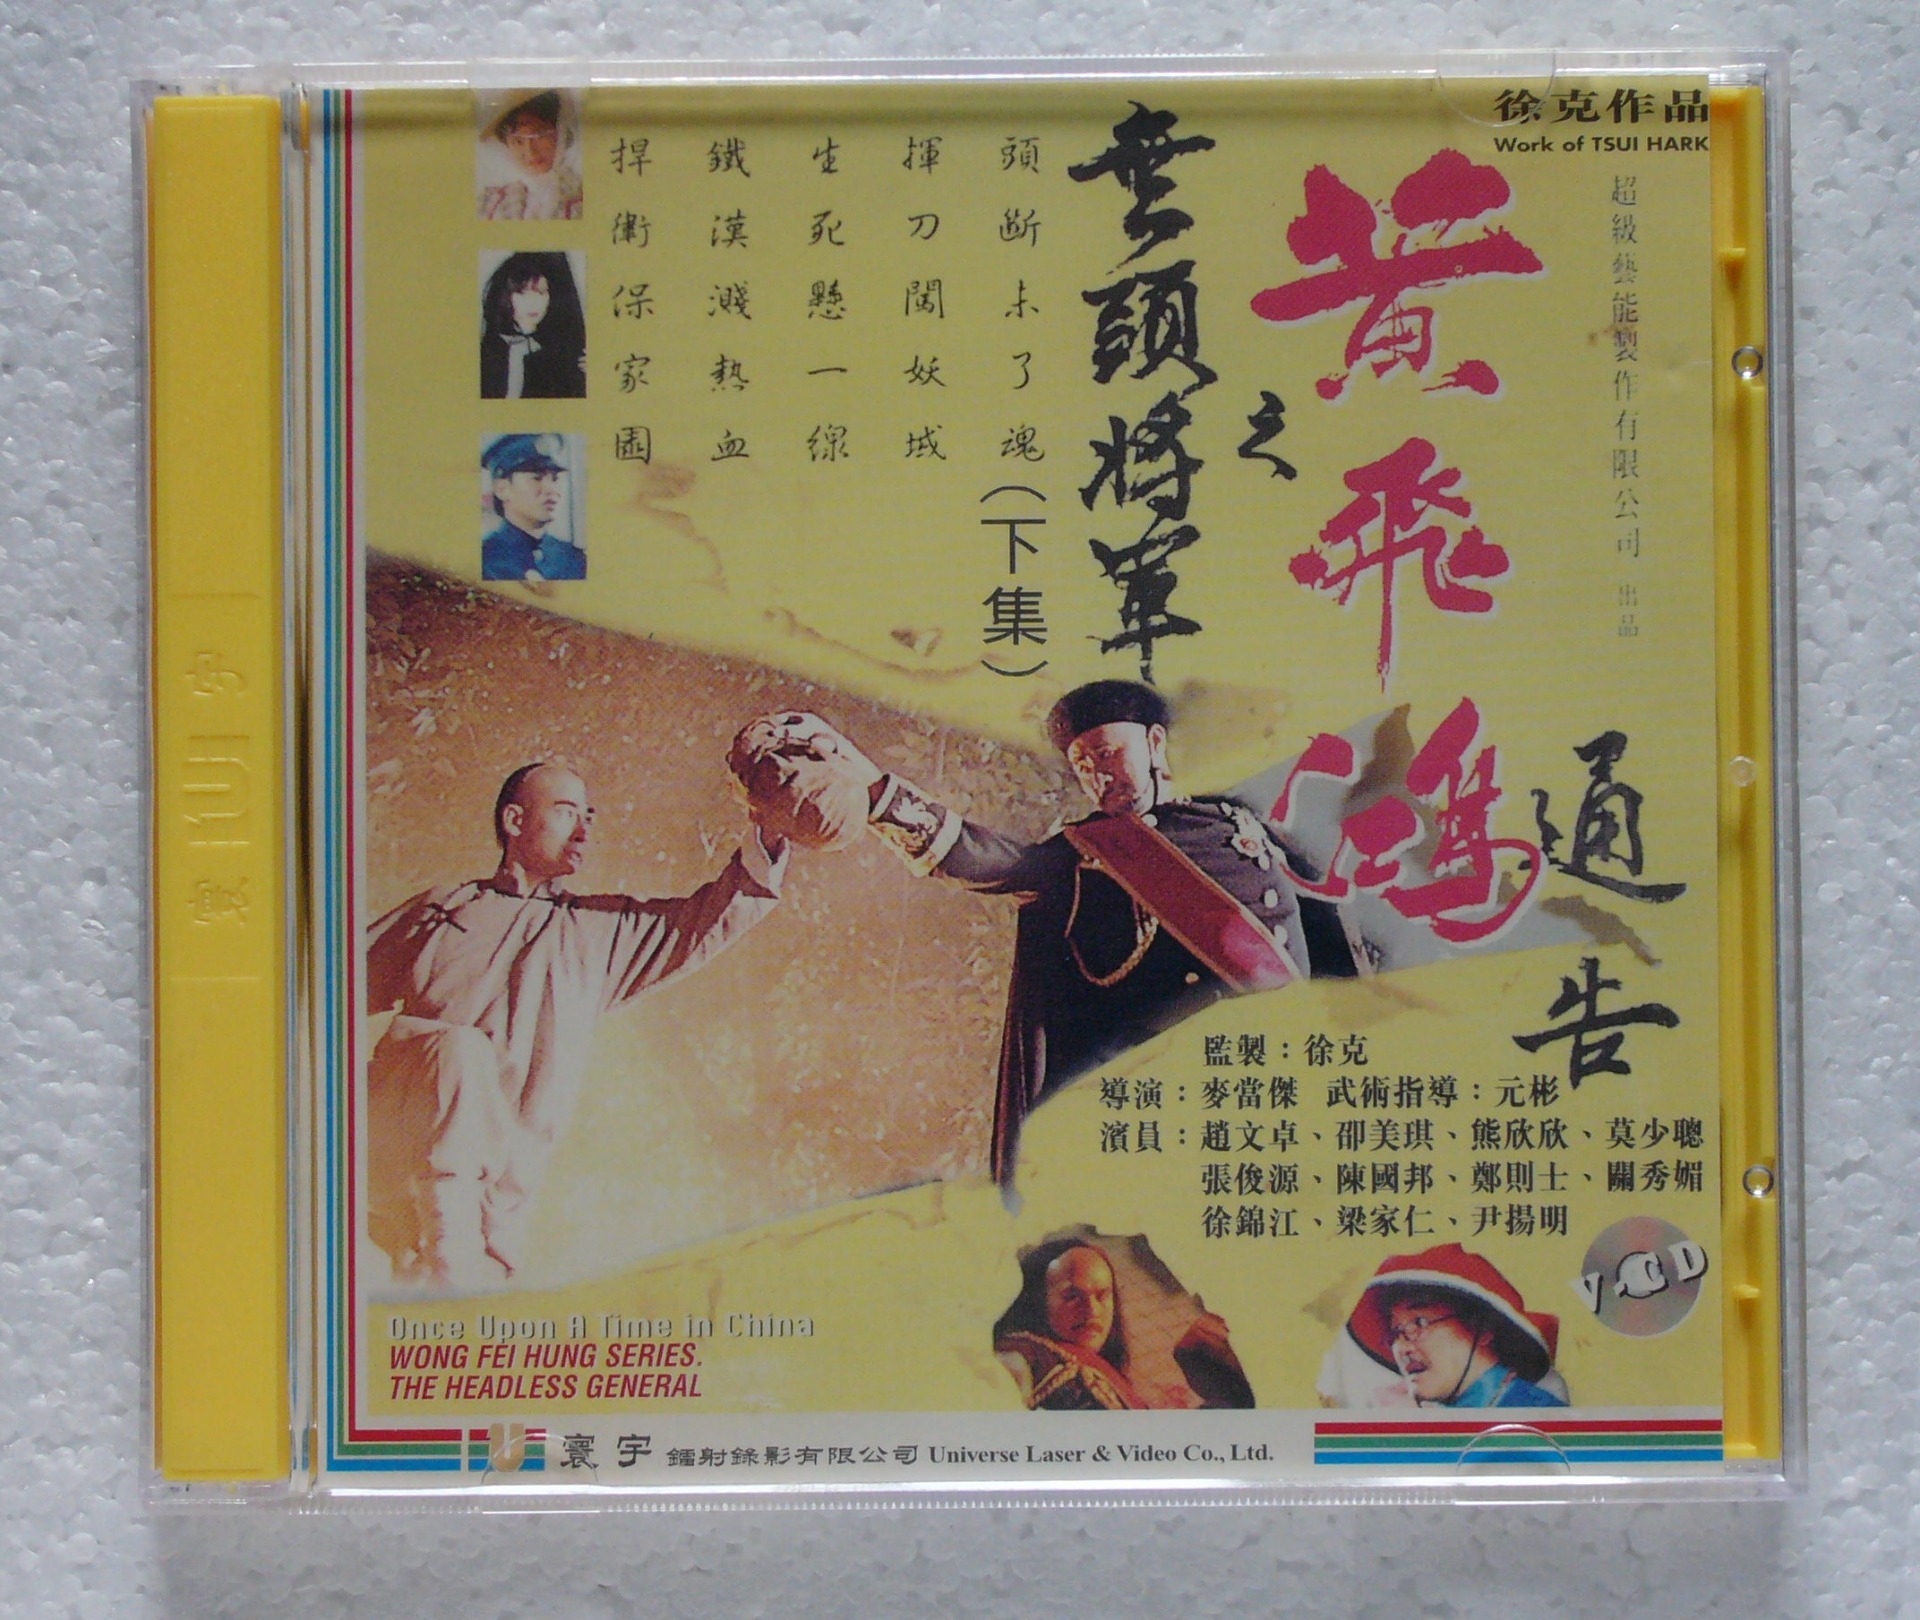 徐克作品
Work of TSUI HARK
超級藝能製作有限公司 出品
黃飛鴻
通告
之
無頭將軍
(下集)
頭斷未了魂
揮刀闖妖域
生死懸一線
鐵漢濺熱血
捍衛保家園
監製：徐克
導演：麥當傑 武術指導：元彬
演員：趙文卓、邵美琪、熊欣欣、莫少聰
張俊源、陳國邦、鄭則士、關秀媚
徐錦江、梁家仁、尹揚明
V CD
Once Upon A Time in China
WONG FEI HUNG SERIES.
THE HEADLESS GENERAL
U 寰宇 鐳射錄影有限公司 Universe Laser & Video Co., Ltd.
寰 U 宇